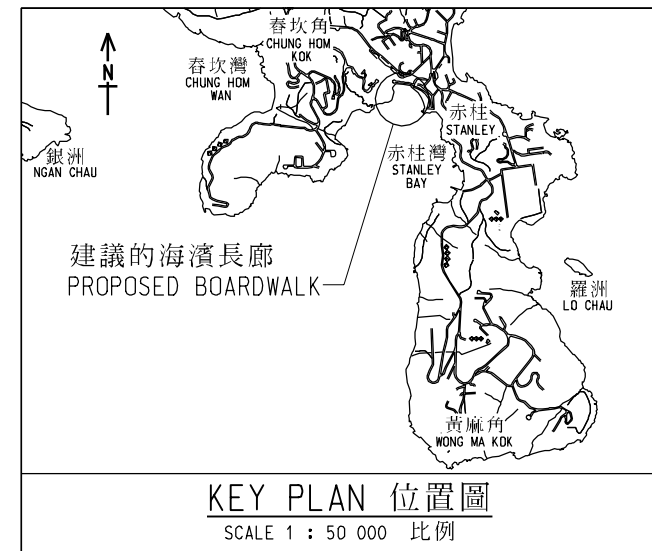 舂坎角
CHUNG HOM
KOK
N
舂坎灣
CHUNG HOM
WAN
赤柱
STANLEY
銀洲
NGAN CHAU
赤柱灣
STANLEY
BAY
建議的海濱長廊
PROPOSED BOARDWALK
羅洲
LO CHAU
黃麻角
WONG MA KOK
KEY PLAN 位置圖
SCALE 1 : 50 000 比例